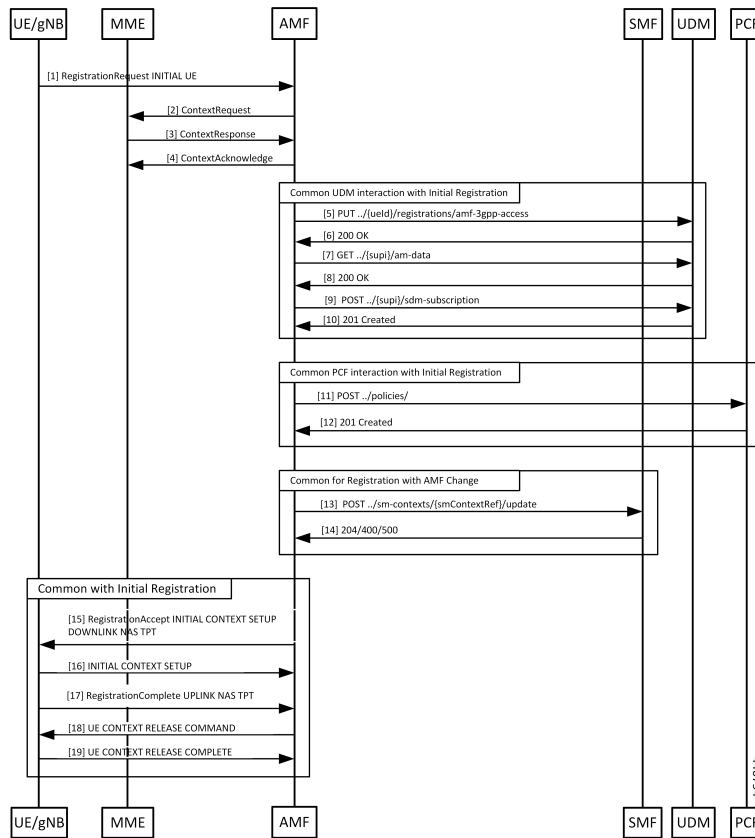 UE/gNB
MME
AMF
SMF
UDM
PCF
[1] RegistrationRequest INITIAL UE
[2] ContextRequest
[3] ContextResponse
[4] ContextAcknowledge
Common UDM interaction with Initial Registration
[5] PUT ../{ueId}/registrations/amf-3gpp-access
[6] 200 OK
[7] GET ../{supi}/am-data
[8] 200 OK
[9] POST ../{supi}/sdm-subscription
[10] 201 Created
Common PCF interaction with Initial Registration
[11] POST ../policies/
[12] 201 Created
Common for Registration with AMF Change
[13] POST ../sm-contexts/{smContextRef}/update
[14] 204/400/500
Common with Initial Registration
[15] RegistrationAccept INITIAL CONTEXT SETUP
DOWNLINK NAS TPT
[16] INITIAL CONTEXT SETUP
[17] RegistrationComplete UPLINK NAS TPT
[18] UE CONTEXT RELEASE COMMAND
[19] UE CONTEXT RELEASE COMPLETE
UE/gNB
MME
AMF
SMF
UDM
PCF